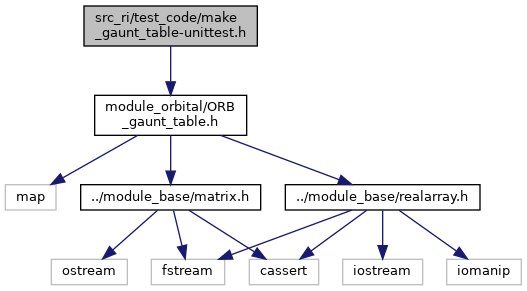 src_ri/test_code/make
_gaunt_table-unittest.h
module_orbital/ORB
_gaunt_table.h
map
../module_base/matrix.h
../module_base/realarray.h
ostream
fstream
cassert
iostream
iomanip